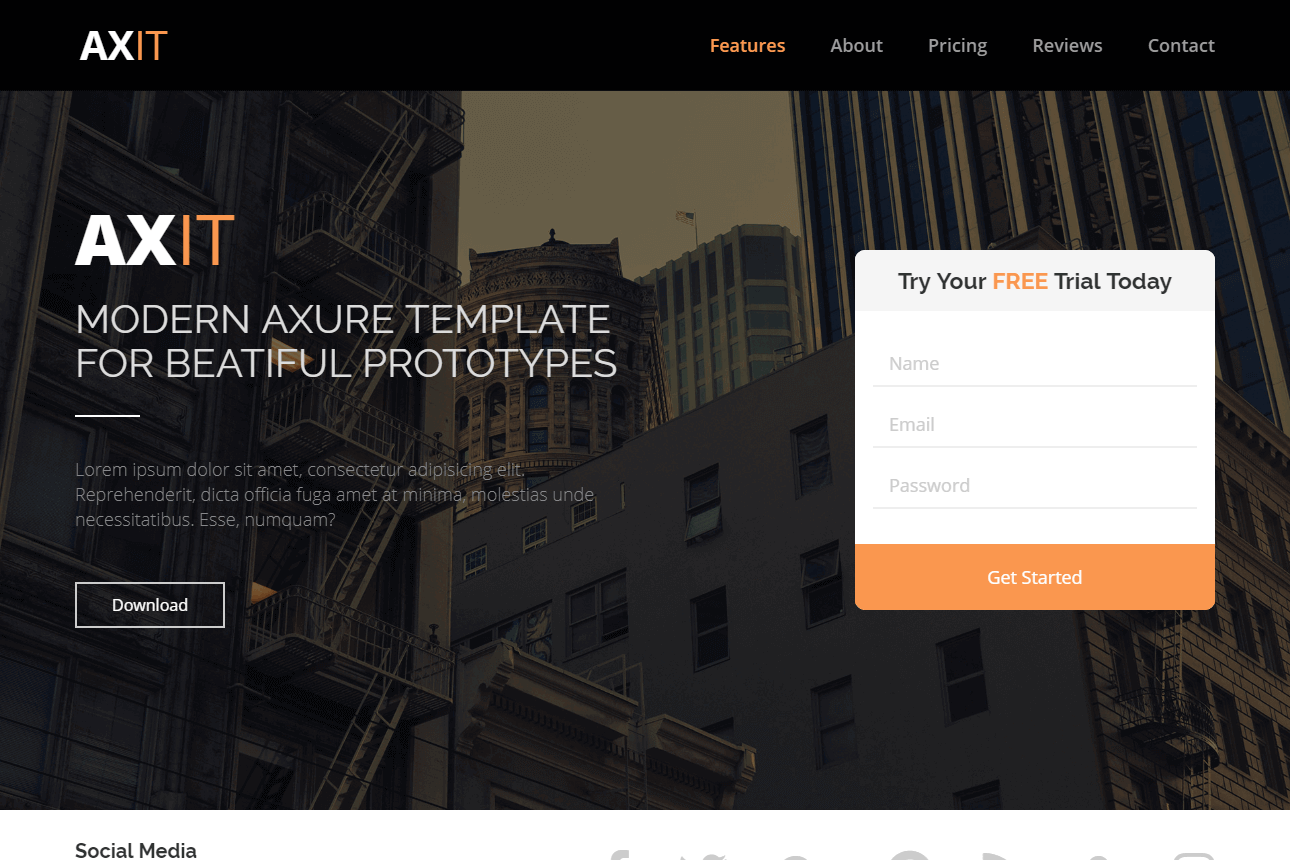 AXIT
Features
About
Pricing
Reviews
Contact
AXIT
MODERN AXURE TEMPLATE
FOR BEATIFUL PROTOTYPES
Lorem ipsum dolor sit amet, consectetur adipisicing elit.
Reprehenderit, dicta officia fuga amet at minima, molestias unde
necessitatibus. Esse, numquam?
Download
Try Your FREE Trial Today
Name
Email
Password
Get Started
Social Media